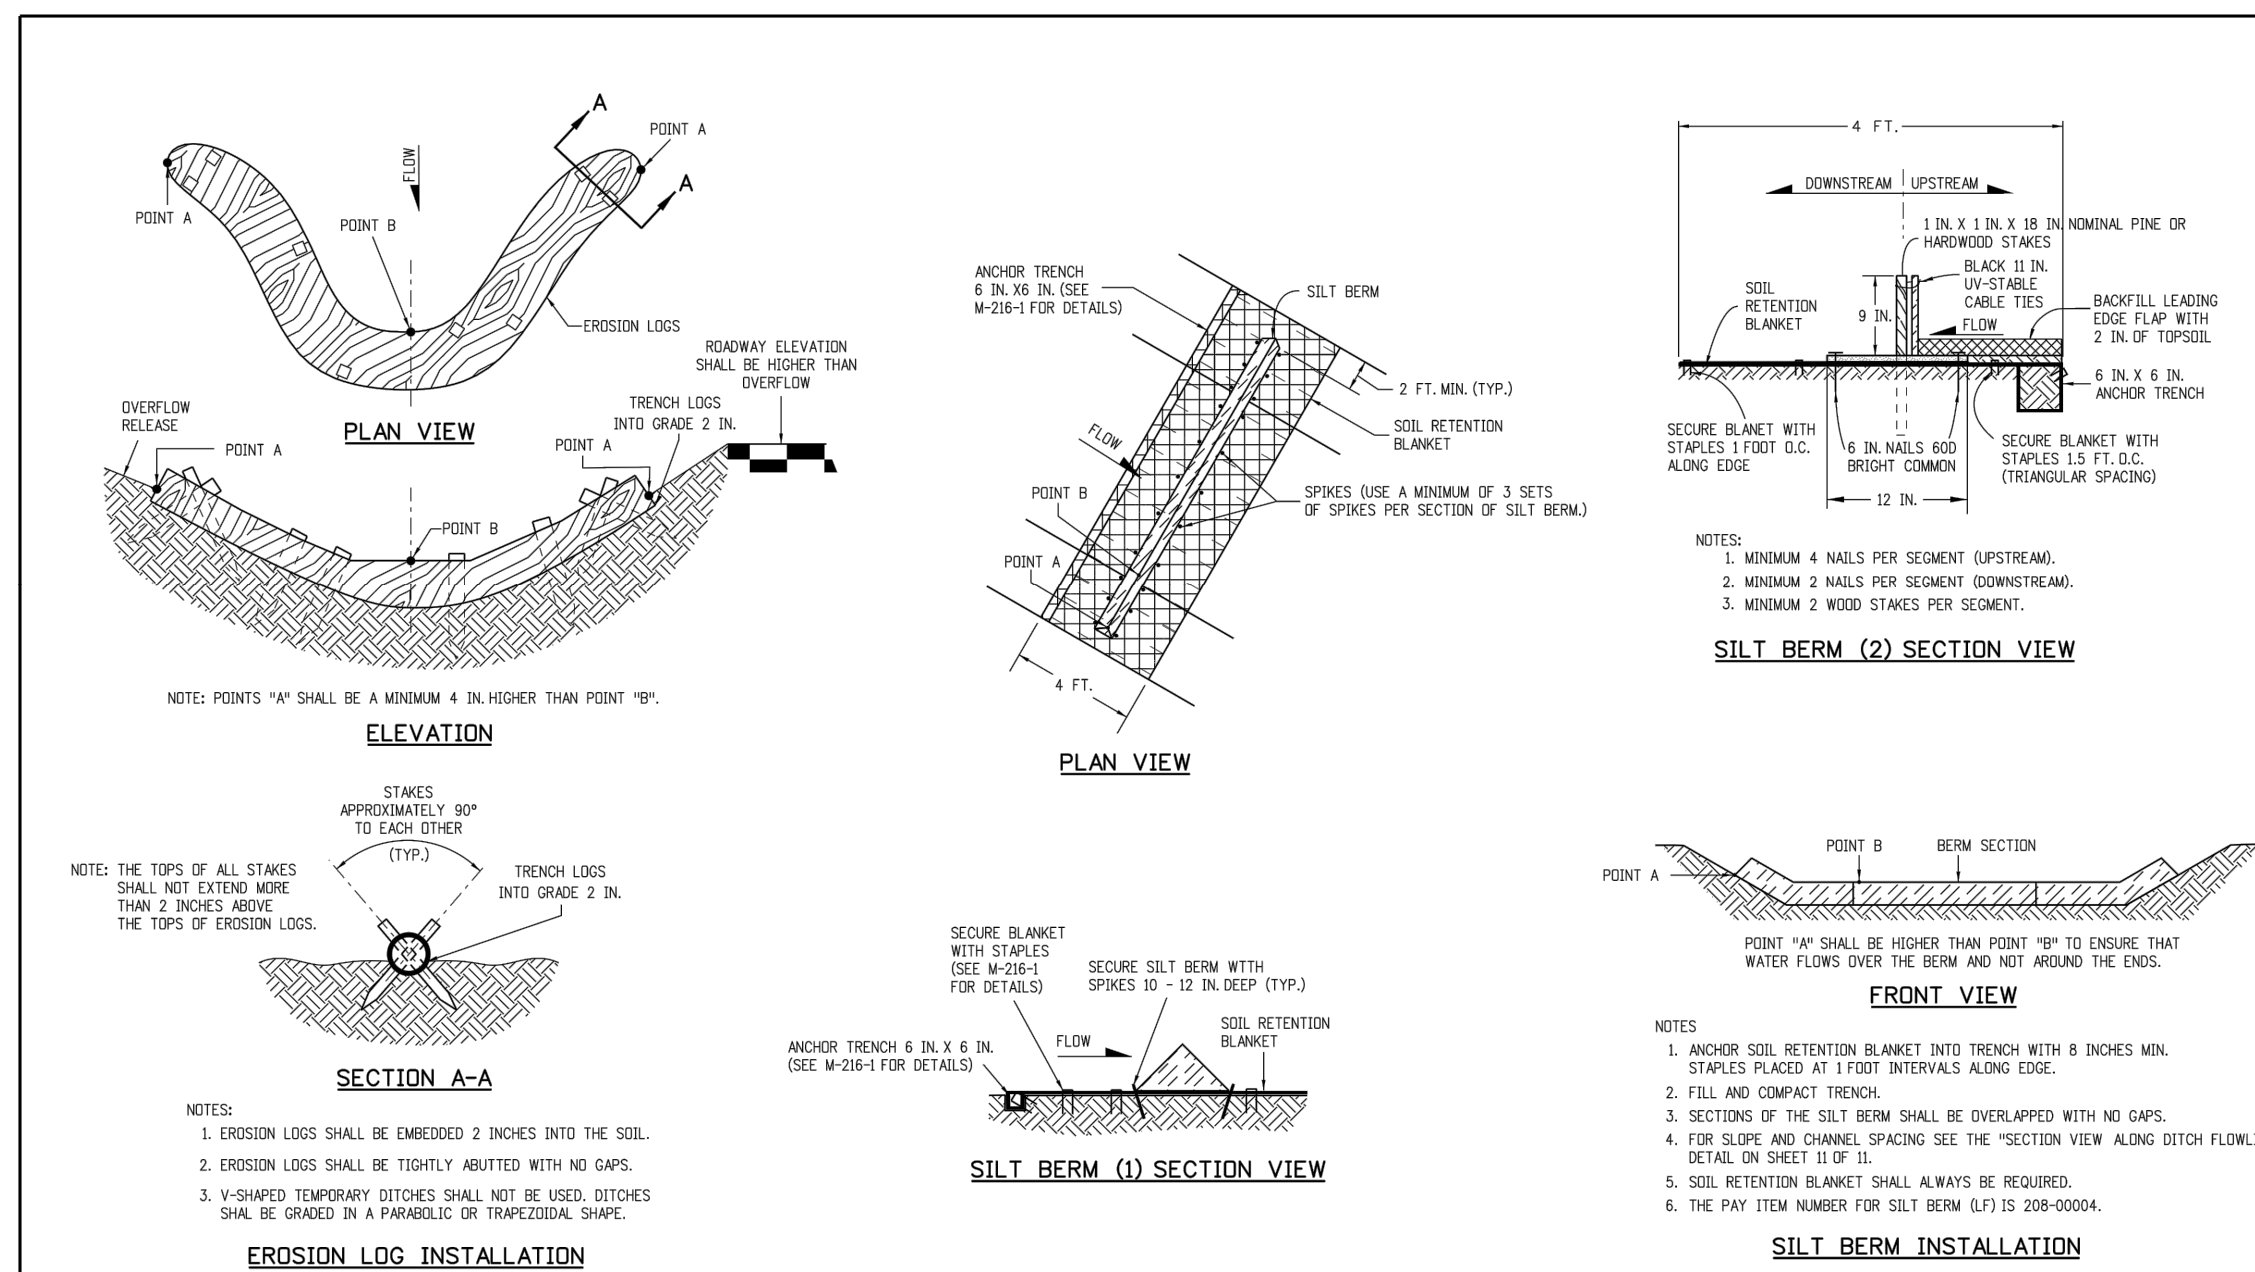 A
POINT A
FLOW
A
POINT A
POINT B
EROSION LOGS
PLAN VIEW
ROADWAY ELEVATION
SHALL BE HIGHER THAN
OVERFLOW
OVERFLOW
RELEASE
POINT A
TRENCH LOGS
INTO GRADE 2 IN.
POINT A
POINT B
NOTE: POINTS "A" SHALL BE A MINIMUM 4 IN. HIGHER THAN POINT "B".
ELEVATION
STAKES
APPROXIMATELY 90°
TO EACH OTHER
(TYP.)
NOTE: THE TOPS OF ALL STAKES
SHALL NOT EXTEND MORE
THAN 2 INCHES ABOVE
THE TOPS OF EROSION LOGS.
TRENCH LOGS
INTO GRADE 2 IN.
SECTION A-A
NOTES:
1. EROSION LOGS SHALL BE EMBEDDED 2 INCHES INTO THE SOIL.
2. EROSION LOGS SHALL BE TIGHTLY ABUTTED WITH NO GAPS.
3. V-SHAPED TEMPORARY DITCHES SHALL NOT BE USED. DITCHES
SHAL BE GRADED IN A PARABOLIC OR TRAPEZOIDAL SHAPE.
EROSION LOG INSTALLATION
ANCHOR TRENCH
6 IN. X6 IN. (SEE
M-216-1 FOR DETAILS)
SILT BERM
2 FT. MIN. (TYP.)
SOIL RETENTION
BLANKET
FLOW
POINT B
SPIKES (USE A MINIMUM OF 3 SETS
OF SPIKES PER SECTION OF SILT BERM.)
POINT A
4 FT.
PLAN VIEW
SECURE BLANKET
WITH STAPLES
(SEE M-216-1
FOR DETAILS)
SECURE SILT BERM WTTH
SPIKES 10 - 12 IN. DEEP (TYP.)
SOIL RETENTION
BLANKET
FLOW
ANCHOR TRENCH 6 IN. X 6 IN.
(SEE M-216-1 FOR DETAILS)
SILT BERM (1) SECTION VIEW
4 FT.
DOWNSTREAM
UPSTREAM
1 IN. X 1 IN. X 18 IN. NOMINAL PINE OR
HARDWOOD STAKES
BLACK 11 IN.
UV-STABLE
CABLE TIES
SOIL
RETENTION
BLANKET
9 IN.
FLOW
BACKFILL LEADING
EDGE FLAP WITH
2 IN. OF TOPSOIL
6 IN. X 6 IN.
ANCHOR TRENCH
SECURE BLANET WITH
STAPLES 1 FOOT O.C.
ALONG EDGE
6 IN. NAILS 60D
BRIGHT COMMON
SECURE BLANKET WITH
STAPLES 1.5 FT. O.C.
(TRIANGULAR SPACING)
12 IN.
NOTES:
1. MINIMUM 4 NAILS PER SEGMENT (UPSTREAM).
2. MINIMUM 2 NAILS PER SEGMENT (DOWNSTREAM).
3. MINIMUM 2 WOOD STAKES PER SEGMENT.
SILT BERM (2) SECTION VIEW
POINT B
BERM SECTION
POINT A
POINT "A" SHALL BE HIGHER THAN POINT "B" TO ENSURE THAT
WATER FLOWS OVER THE BERM AND NOT AROUND THE ENDS.
FRONT VIEW
NOTES
1. ANCHOR SOIL RETENTION BLANKET INTO TRENCH WITH 8 INCHES MIN.
STAPLES PLACED AT 1 FOOT INTERVALS ALONG EDGE.
2. FILL AND COMPACT TRENCH.
3. SECTIONS OF THE SILT BERM SHALL BE OVERLAPPED WITH NO GAPS.
4. FOR SLOPE AND CHANNEL SPACING SEE THE "SECTION VIEW ALONG DITCH
DETAIL ON SHEET 11 OF 11.
5. SOIL RETENTION BLANKET SHALL ALWAYS BE REQUIRED.
6. THE PAY ITEM NUMBER FOR SILT BERM (LF) IS 208-00004.
SILT BERM INSTALLATION